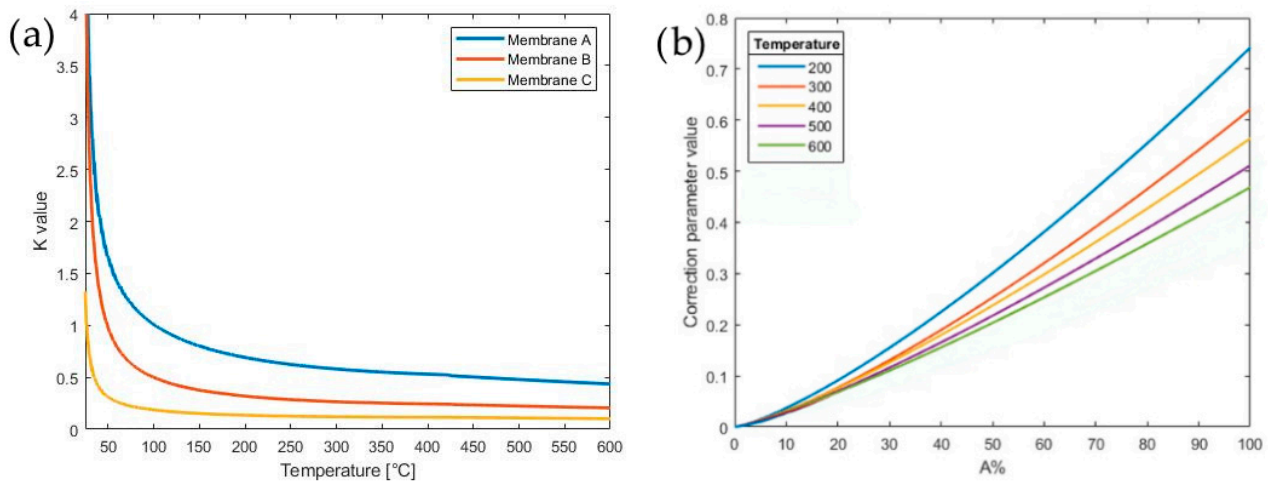 (a)
4
3.5
3
2.5
2
1.5
1
0.5
0
K value
50 100 150 200 250 300 350 400 450 500 550 600
Temperature [°C]
Membrane A
Membrane B
Membrane C
(b)
0.8
0.7
0.6
0.5
0.4
0.3
0.2
0.1
0
Correction parameter value
0 10 20 30 40 50 60 70 80 90 100
A%
Temperature
200
300
400
500
600